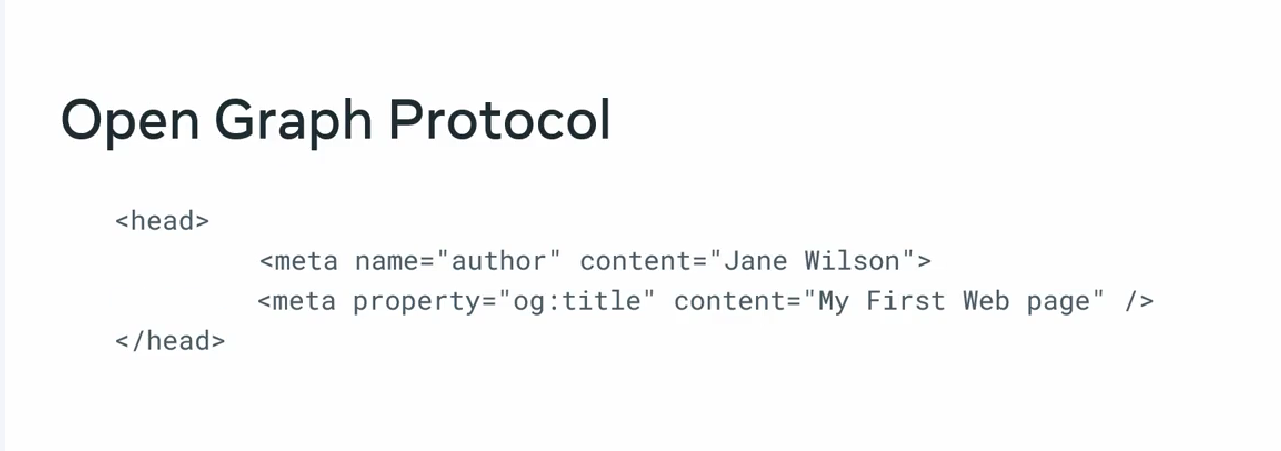 Open Graph Protocol
<head>
<meta name="author" content="Jane Wilson">
<meta property="og:title" content="My First Web page" />
</head>